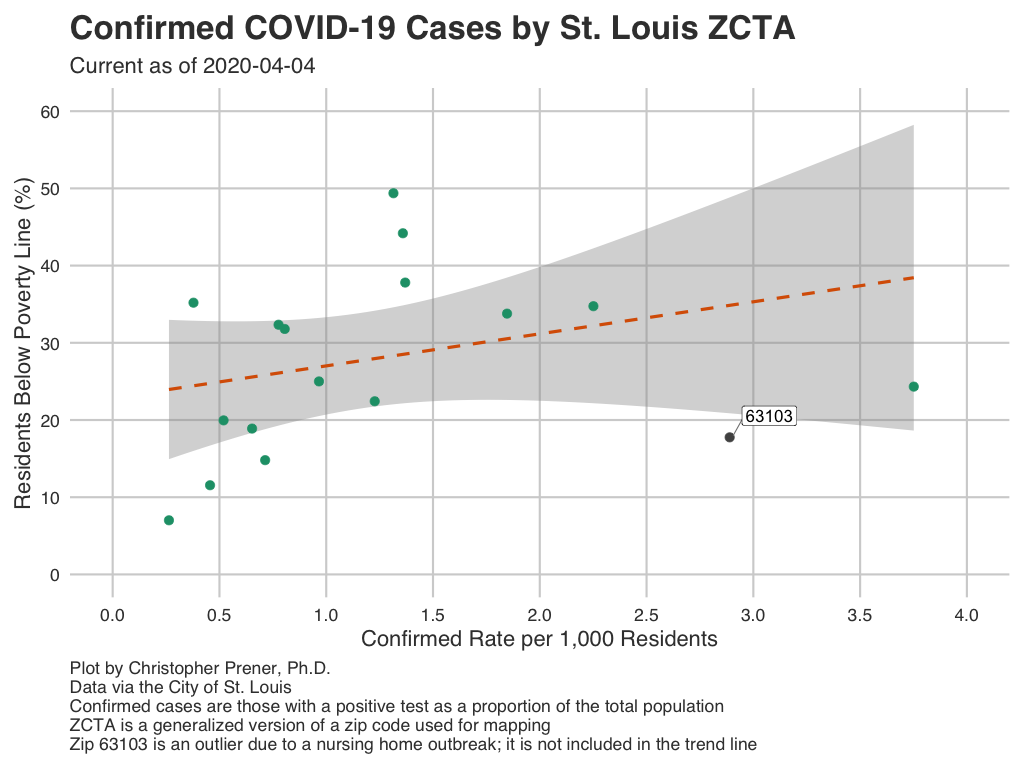 Confirmed COVID-19 Cases by St. Louis ZCTA
Current as of 2020-04-04
60
50
40
30
20
10
0
Residents Below Poverty Line (%)
63103
0.0 0.5 1.0 1.5 2.0 2.5 3.0 3.5 4.0
Confirmed Rate per 1,000 Residents
Plot by Christopher Prener, Ph.D.
Data via the City of St. Louis
Confirmed cases are those with a positive test as a proportion of the total population
ZCTA is a generalized version of a zip code used for mapping
Zip 63103 is an outlier due to a nursing home outbreak; it is not included in the trend line